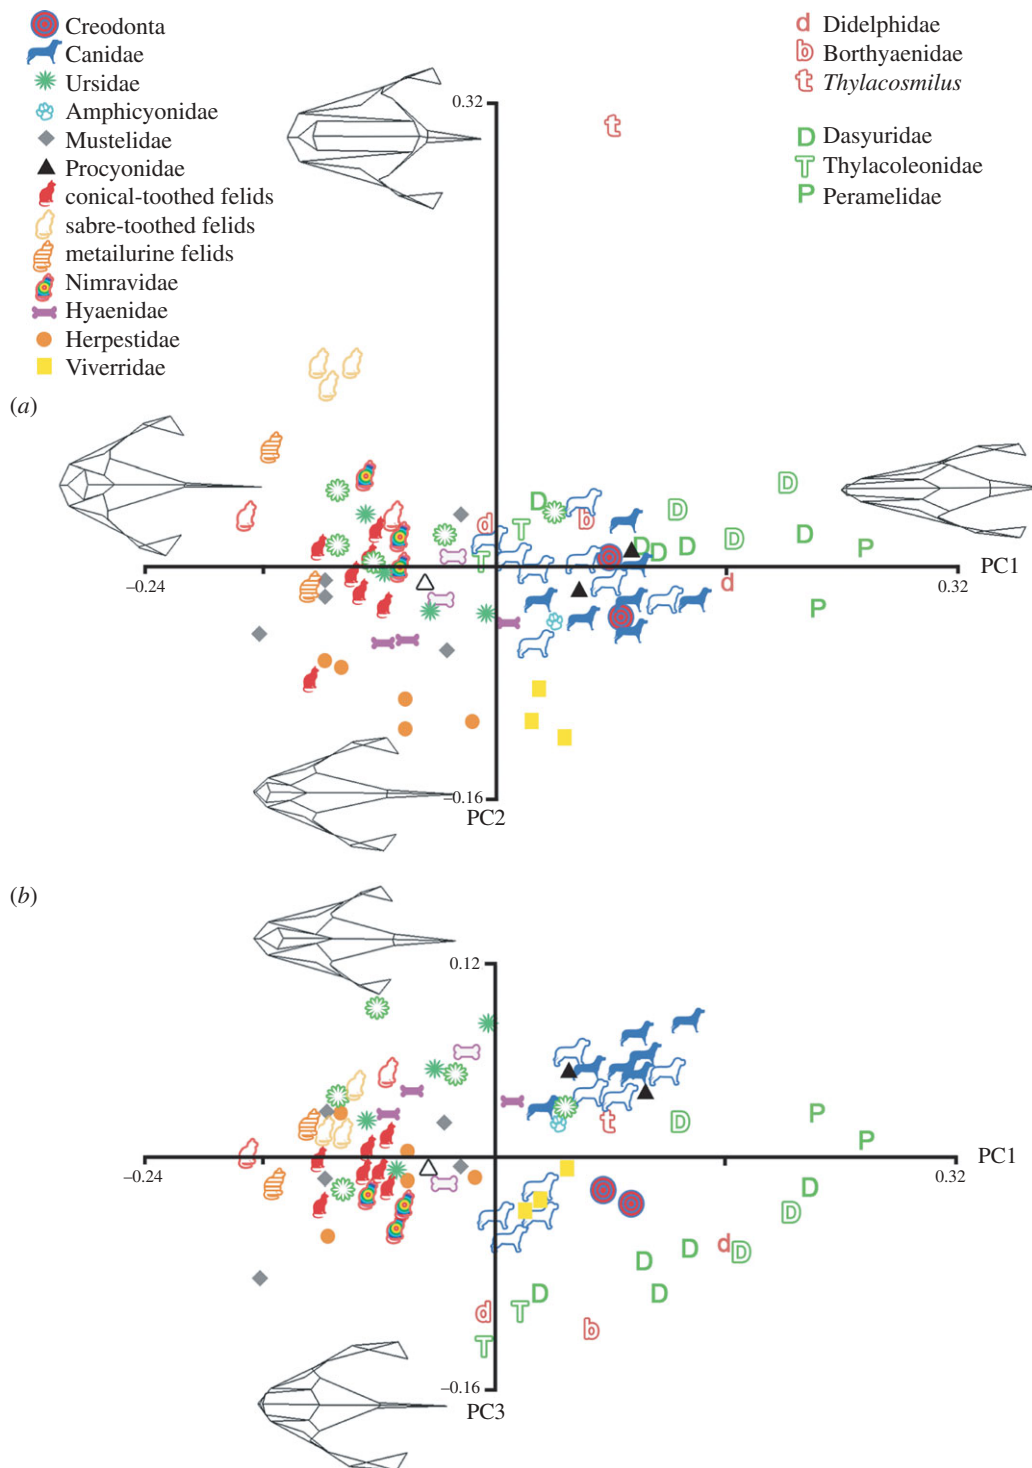 Creodonta
Canidae
Ursidae
Amphicyonidae
Mustelidae
Procyonidae
conical-toothed felids
sabre-toothed felids
metailurine felids
Nimravidae
Hyaenidae
Herpestidae
Viverridae
d Didelphidae
b Borthyaenidae
t Thylacosmilus
D Dasyuridae
T Thylacoleonidae
P Peramelidae
(a)
0.32
t
D
D
d
b
T
D
D
D
D
D
D
P
T
−0.24
0.32
PC1
d
P
−0.16
PC2
(b)
0.12
t
D
P
P
−0.24
0.32
PC1
D
D
d
D
D
D
D
D
d
T
b
T
−0.16
PC3